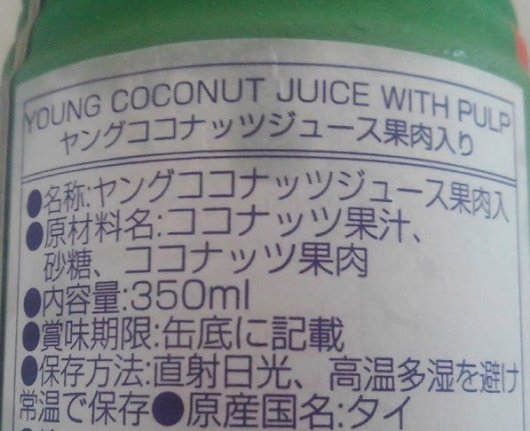 YOUNG COCONUT JUICE WITH PULP
ヤングココナッツジュース果肉入り
●名称:ヤングココナッツジュース果肉入
●原材料名:ココナッツ果汁、
砂糖、ココナッツ果肉
●内容量:350ml
●賞味期限:缶底に記載
●保存方法:直射日光、高温多湿を避け
常温で保存●原産国名:タイ